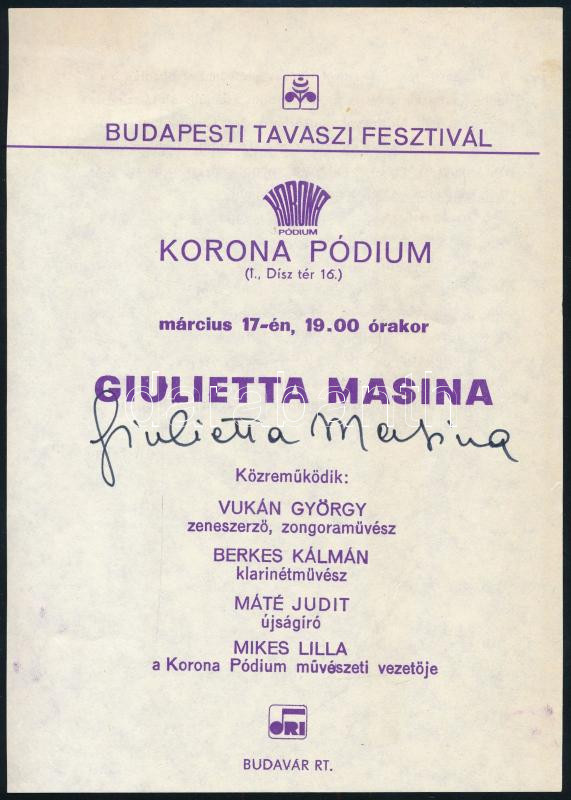 BUDAPESTI TAVASZI FESZTIVÁL
KORONA
PÓDIUM
KORONA PÓDIUM
(I., Dísz tér 16.)
március 17-én, 19.00 órakor
GIULIETTA MASINA
Giulietta Masina
Közreműködik:
VUKÁN GYÖRGY
zeneszerző, zongoraművész
BERKES KÁLMÁN
klarinétművész
MÁTÉ JUDIT
újságíró
MIKES LILLA
a Korona Pódium művészeti vezetője
ORI
BUDAVÁR RT.